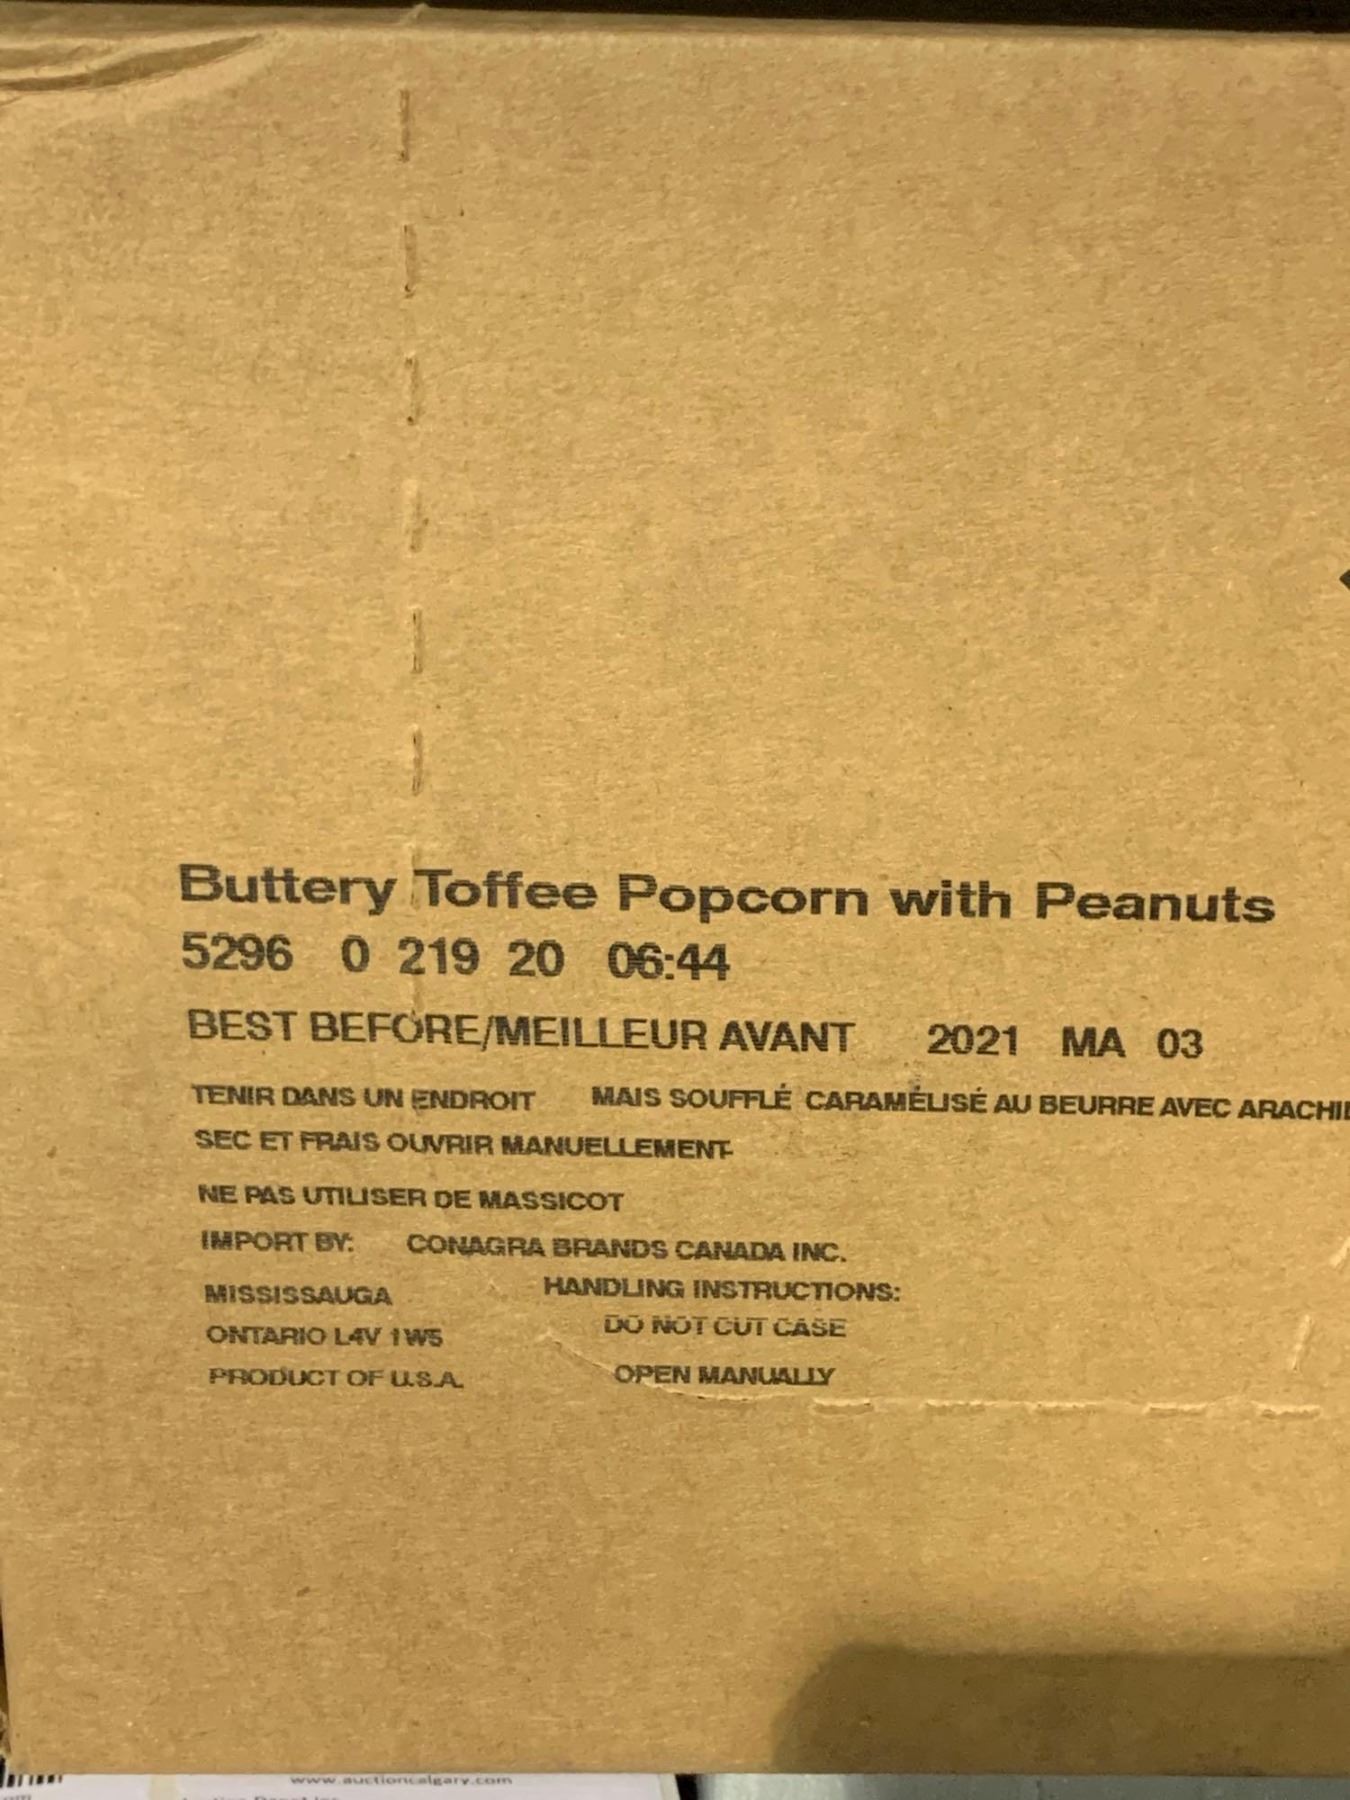 Buttery Toffee Popcorn with Peanuts
5296 0 219 20 06:44
BEST BEFORE/MEILLEUR AVANT 2021 MA 03
TENIR DANS UN ENDROIT MAIS SOUFFLÉ CARAMÉLISÉ AU BEURRE AVEC ARACHI
SEC ET FRAIS OUVRIR MANUELLEMENT
NE PAS UTILISER DE MASSICOT
IMPORT BY: CONAGRA BRANDS CANADA INC.
MISSISSAUGA HANDLING INSTRUCTIONS:
ONTARIO L4V 1W5 DO NOT CUT CASE
PRODUCT OF U.S.A. OPEN MANUALLY
www.auctioncalgary.com